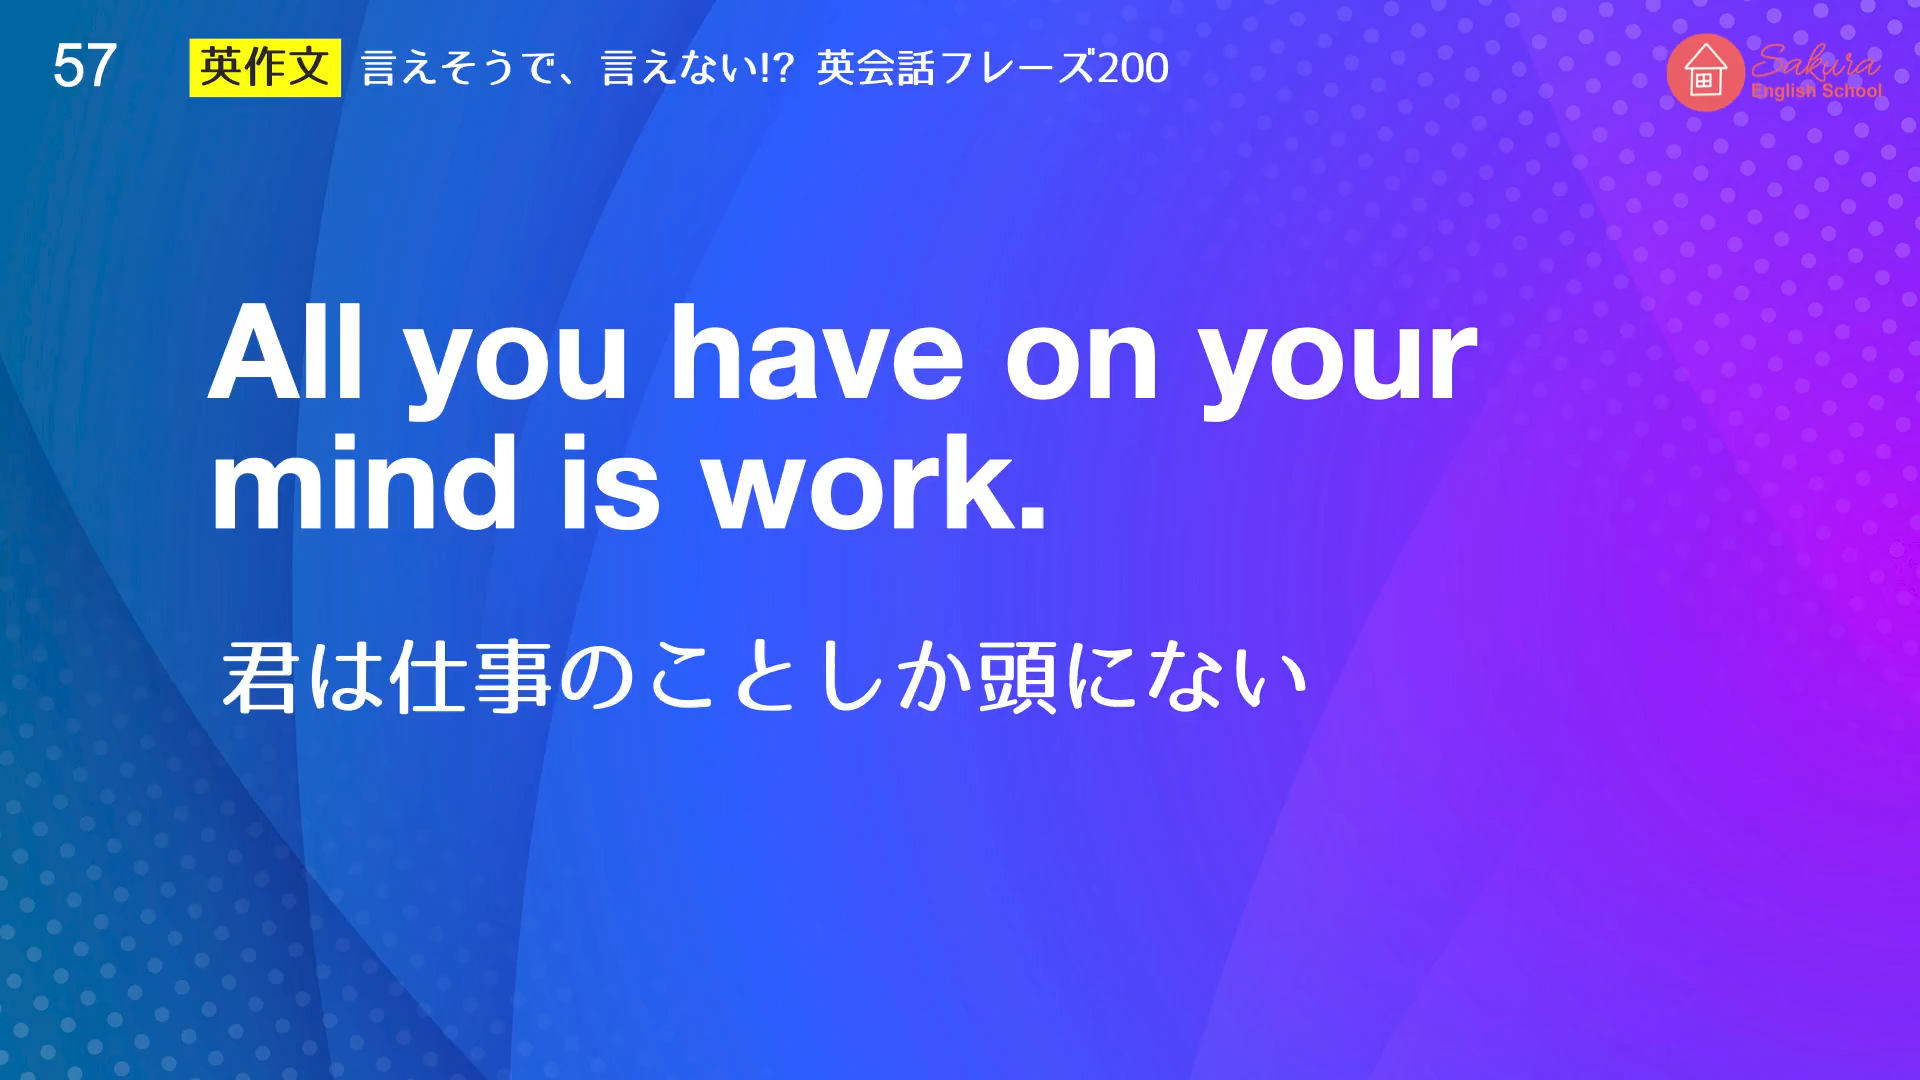 57 英作文 言えそうで、言えない!? 英会話フレーズ200
Sakura
English School
All you have on your
mind is work.
君は仕事のことしか頭にない